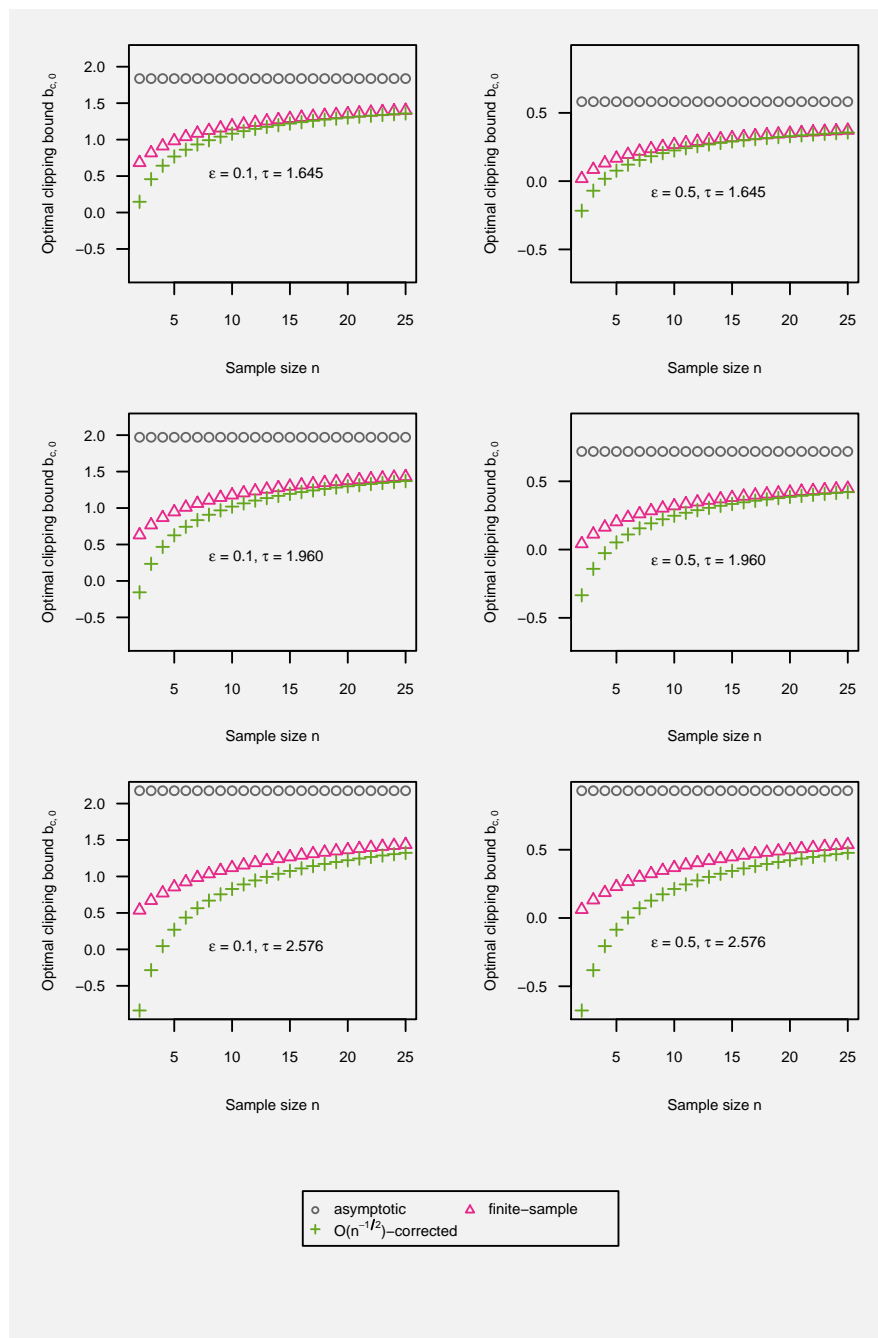 Optimal clipping bound b_{c, 0}
2.0
1.5
1.0
0.5
0.0
−0.5
ε = 0.1, τ = 1.645
5 10 15 20 25
Sample size n
Optimal clipping bound b_{c, 0}
0.5
0.0
−0.5
ε = 0.5, τ = 1.645
5 10 15 20 25
Sample size n
Optimal clipping bound b_{c, 0}
2.0
1.5
1.0
0.5
0.0
−0.5
ε = 0.1, τ = 1.960
5 10 15 20 25
Sample size n
Optimal clipping bound b_{c, 0}
0.5
0.0
−0.5
ε = 0.5, τ = 1.960
5 10 15 20 25
Sample size n
Optimal clipping bound b_{c, 0}
2.0
1.5
1.0
0.5
0.0
−0.5
ε = 0.1, τ = 2.576
5 10 15 20 25
Sample size n
Optimal clipping bound b_{c, 0}
0.5
0.0
−0.5
ε = 0.5, τ = 2.576
5 10 15 20 25
Sample size n
asymptotic
finite−sample
O(n^{−1/2})−corrected